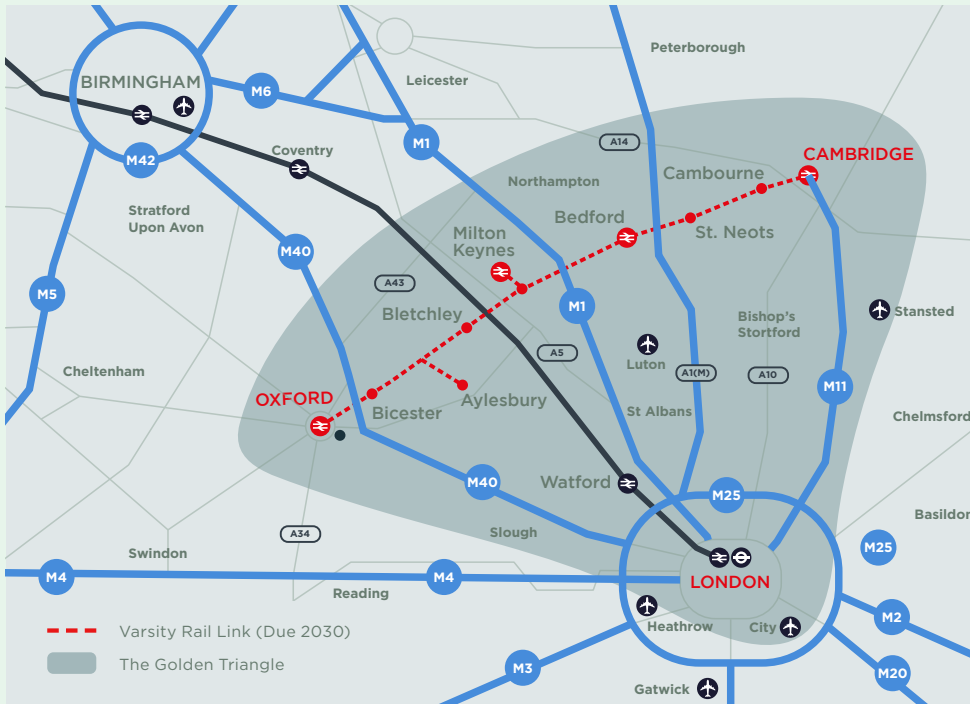 Peterborough
BIRMINGHAM
M6
Leicester
M1
A14
M42
Coventry
CAMBRIDGE
Cambourne
Northampton
Stratford
Upon Avon
Bedford
St. Neots
Milton
Keynes
M40
A43
M5
M1
Bletchley
Bishop's
Stortford
Stansted
A5
Luton
A1(M)
A10
Cheltenham
M11
OXFORD
Bicester
Aylesbury
St Albans
Chelmsford
M40
Watford
M25
Basildon
A34
Slough
M25
Swindon
M4
M4
Reading
LONDON
M2
Heathrow
City
Varsity Rail Link (Due 2030)
The Golden Triangle
M3
M20
Gatwick